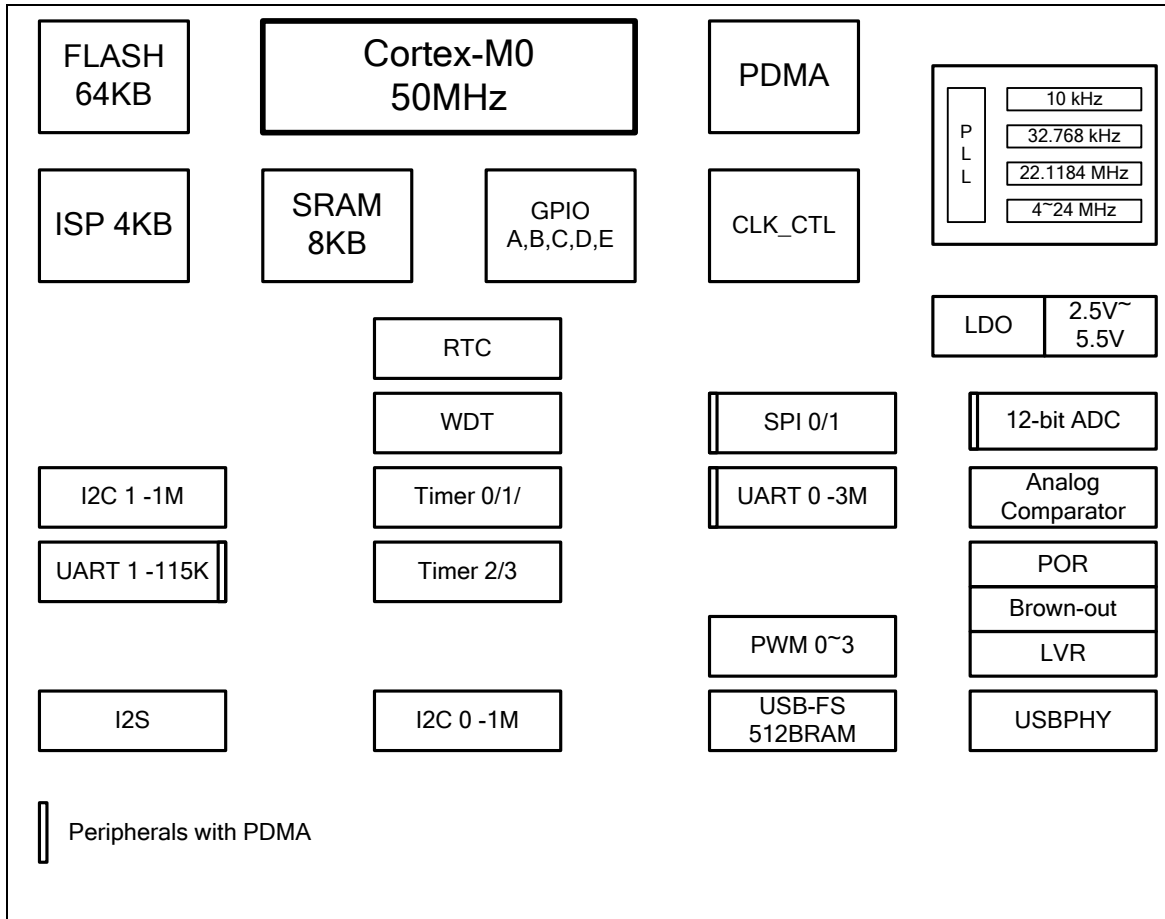 FLASH
64KB
Cortex-M0
50MHz
PDMA
P
L
L
10 kHz
32.768 kHz
22.1184 MHz
4~24 MHz
ISP 4KB
SRAM
8KB
GPIO
A,B,C,D,E
CLK_CTL
LDO
2.5V~
5.5V
RTC
WDT
SPI 0/1
12-bit ADC
I2C 1 -1M
Timer 0/1/
UART 0 -3M
Analog
Comparator
UART 1 -115K
Timer 2/3
POR
Brown-out
PWM 0~3
LVR
I2S
I2C 0 -1M
USB-FS
512BRAM
USBPHY
Peripherals with PDMA